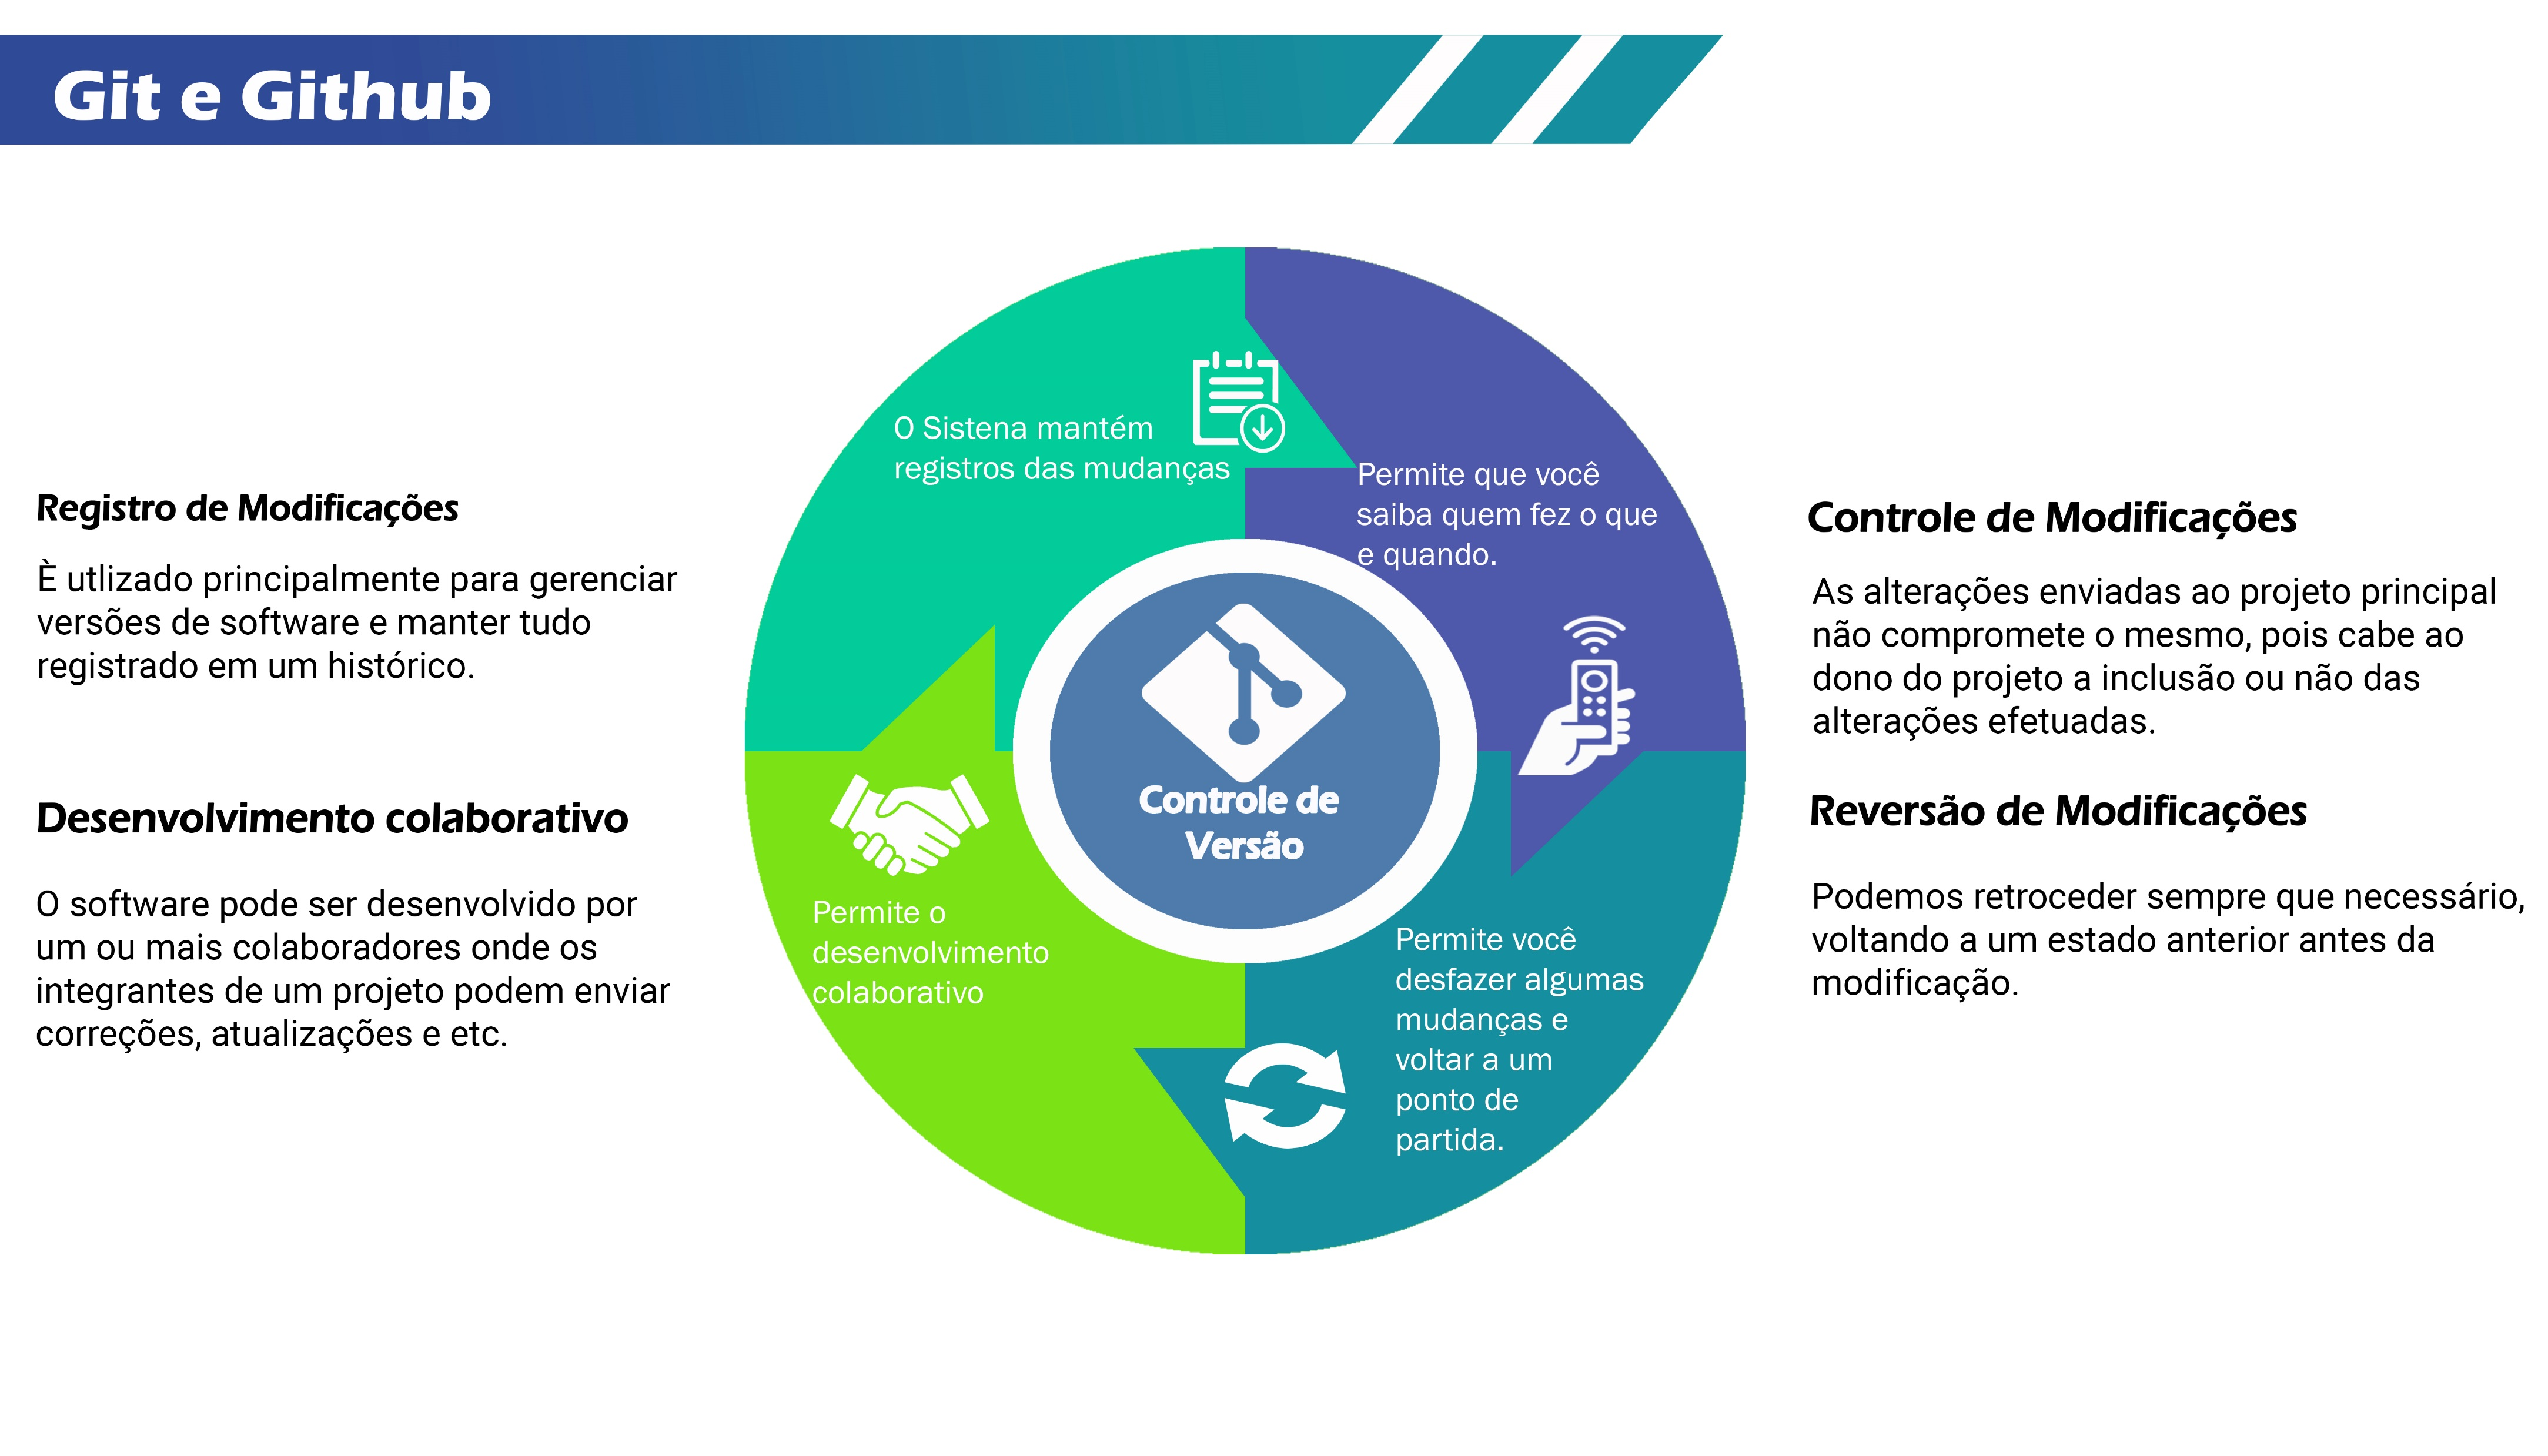 Git e Github
O Sistena mantém
registros das mudanças
Permite que você
saiba quem fez o que
e quando.
Registro de Modificações
È utlizado principalmente para gerenciar
versões de software e manter tudo
registrado em um histórico.
Controle de Modificações
As alterações enviadas ao projeto principal
não compromete o mesmo, pois cabe ao
dono do projeto a inclusão ou não das
alterações efetuadas.
Controle de
Versão
Desenvolvimento colaborativo
O software pode ser desenvolvido por
um ou mais colaboradores onde os
integrantes de um projeto podem enviar
correções, atualizações e etc.
Permite o
desenvolvimento
colaborativo
Permite você
desfazer algumas
mudanças e
voltar a um
ponto de
partida.
Reversão de Modificações
Podemos retroceder sempre que necessário,
voltando a um estado anterior antes da
modificação.